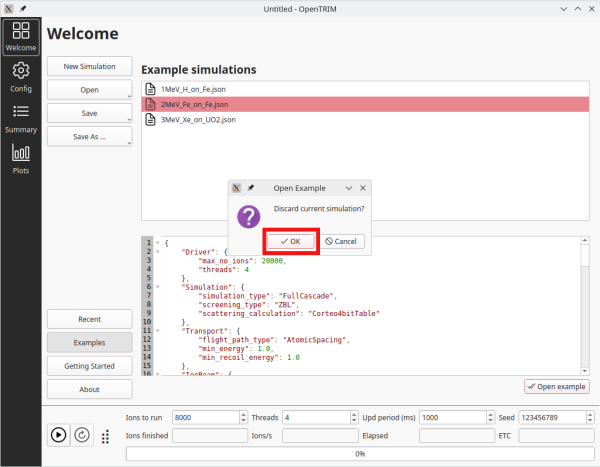 Untitled - OpenTRIM
Welcome
Config
Summary
Plots
Welcome
New Simulation
Open
Save
Save As ...
Recent
Examples
Getting Started
About
Example simulations
1MeV_H_on_Fe.json
2MeV_Fe_on_Fe.json
3MeV_Xe_on_UO2.json
Open Example
Discard current simulation?
OK Cancel
1 {
2 "Driver": {
3 "max_no_ions": 20000,
4 "threads": 4
5 },
6 "Simulation": {
7 "simulation_type": "FullCascade",
8 "screening_type": "ZBL",
9 "scattering_calculation": "Corteo4bitTable"
10 },
11 "Transport": {
12 "flight_path_type": "AtomicSpacing",
13 "min_energy": 1.0,
14 "min_recoil_energy": 1.0
15 },
16 "IonBeam": {
Open example
Ions to run 8000 Threads 4 Upd period (ms) 1000 Seed 123456789
Ions finished Ions/s Elapsed ETC
0%